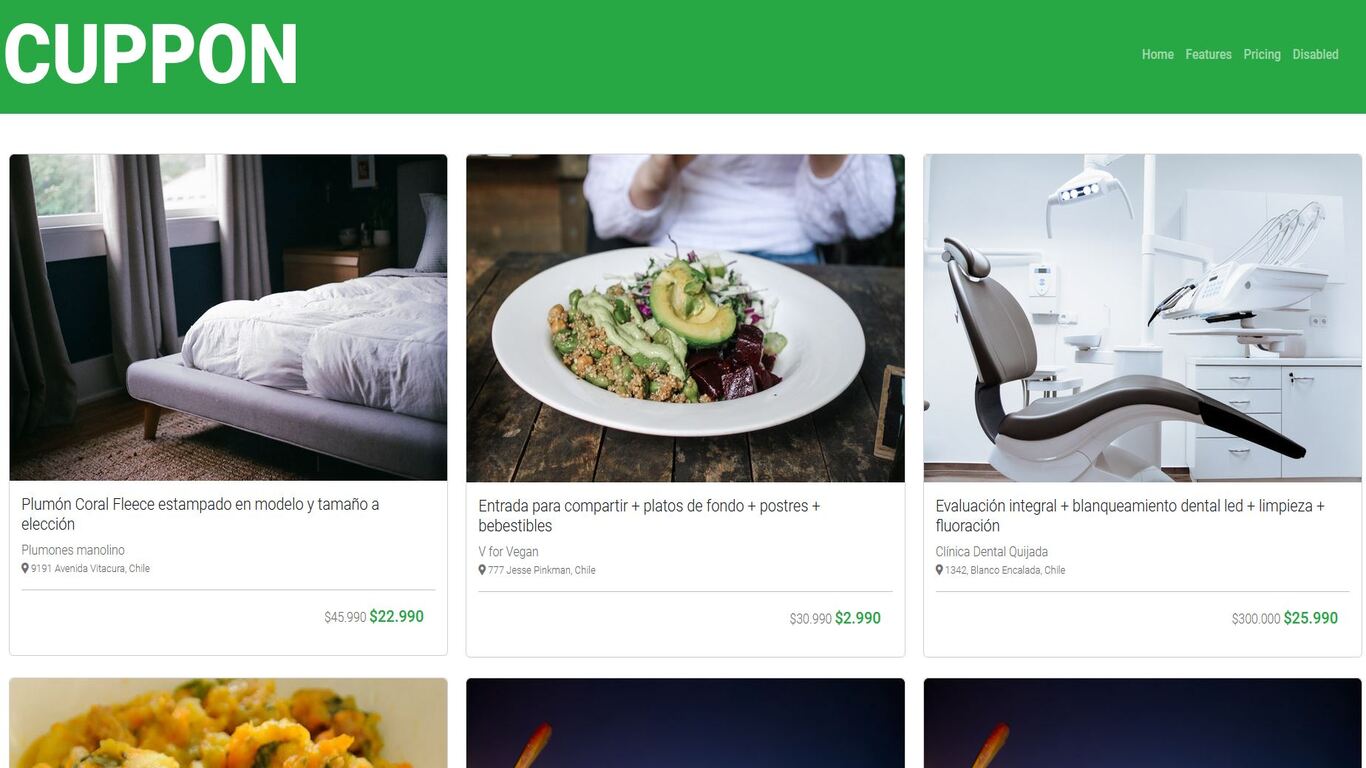 CUPPON
Home Features Pricing Disabled
Plumón Coral Fleece estampado en modelo y tamaño a
elección
Plumones manolino
9191 Avenida Vitacura, Chile
$45.990 $22.990
Entrada para compartir + platos de fondo + postres +
bebestibles
V for Vegan
777 Jesse Pinkman, Chile
$30.990 $2.990
Evaluación integral + blanqueamiento dental led + limpieza +
fluoración
Clínica Dental Quijada
1342, Blanco Encalada, Chile
$300.000 $25.990